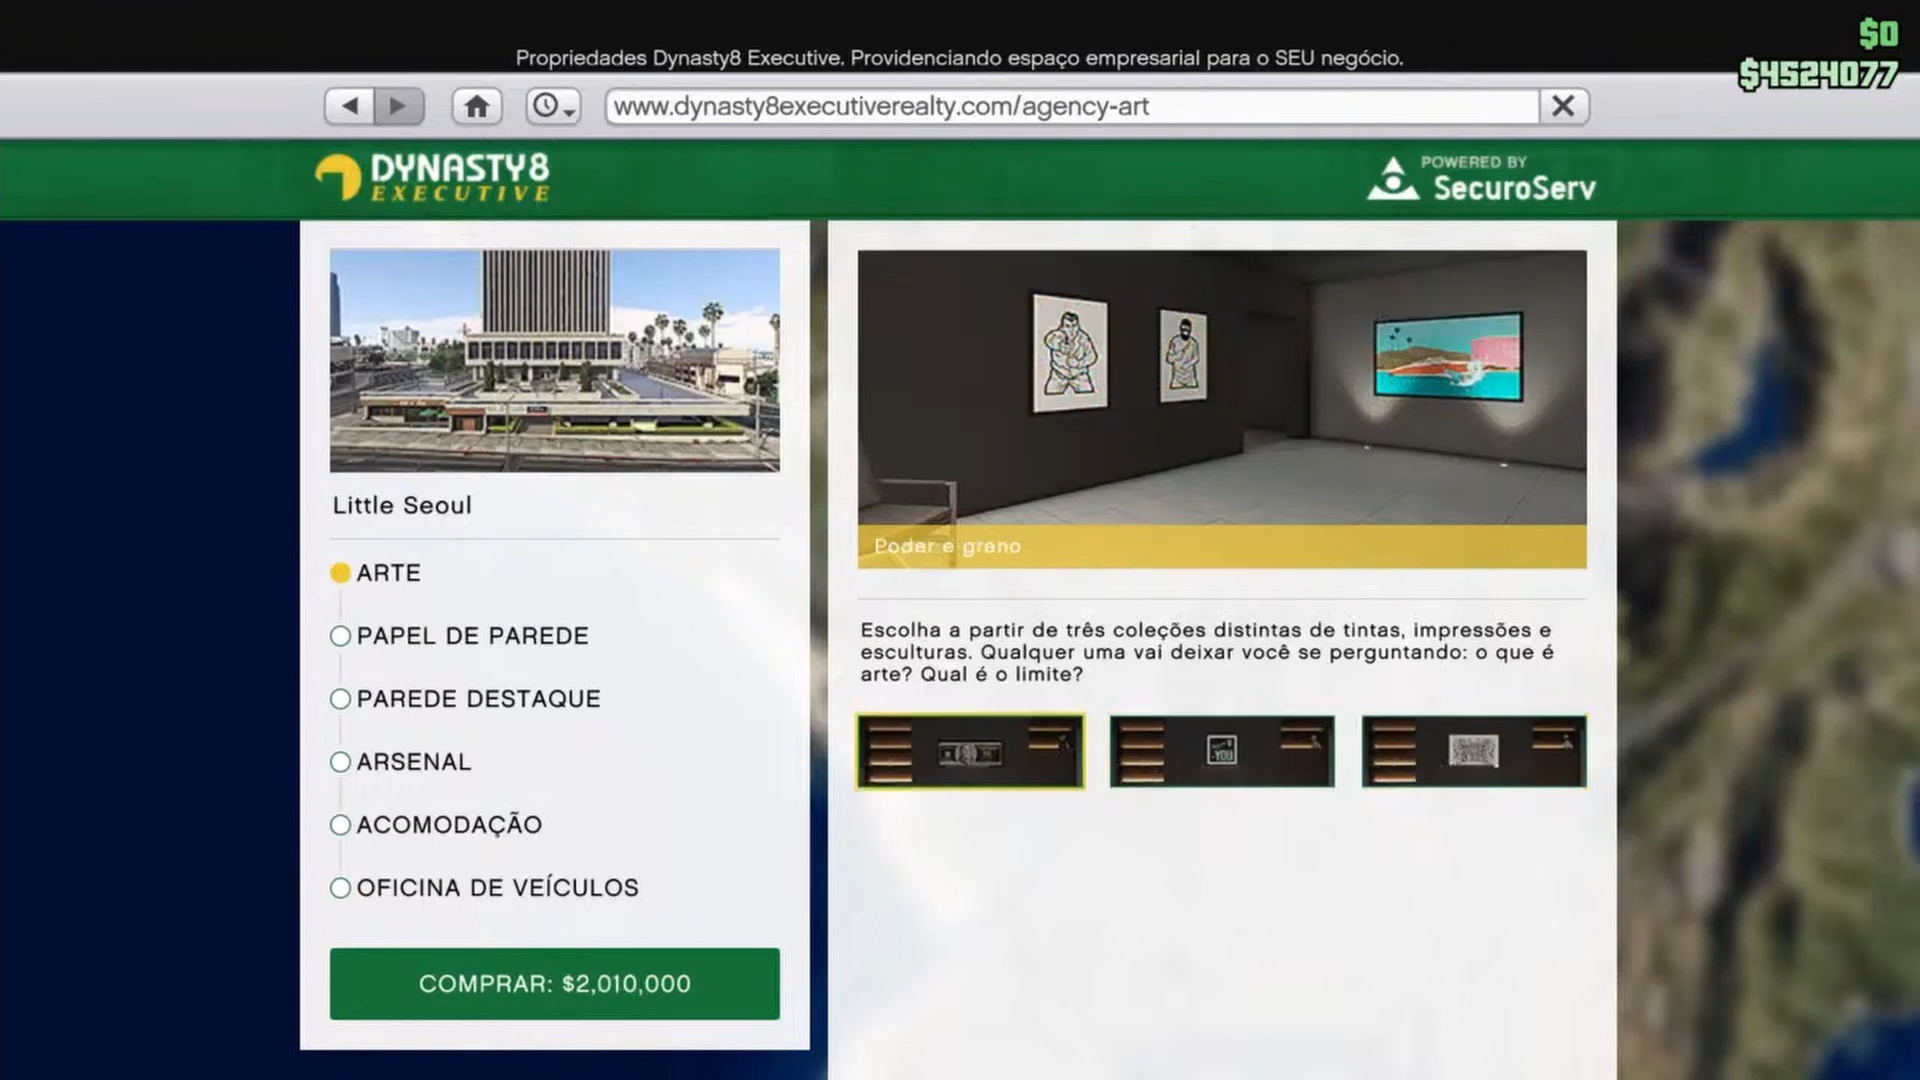 $0
$4524077
Propriedades Dynasty8 Executive. Providenciando espaço empresarial para o SEU negócio.
www.dynasty8executiverealty.com/agency-art
DYNASTY8
EXECUTIVE
POWERED BY
SecuroServ
Little Seoul
ARTE
PAPEL DE PAREDE
PAREDE DESTAQUE
ARSENAL
ACOMODAÇÃO
OFICINA DE VEÍCULOS
COMPRAR: $2,010,000
Poder e grano
Escolha a partir de três coleções distintas de tintas, impressões e
esculturas. Qualquer uma vai deixar você se perguntando: o que é
arte? Qual é o limite?
YOU